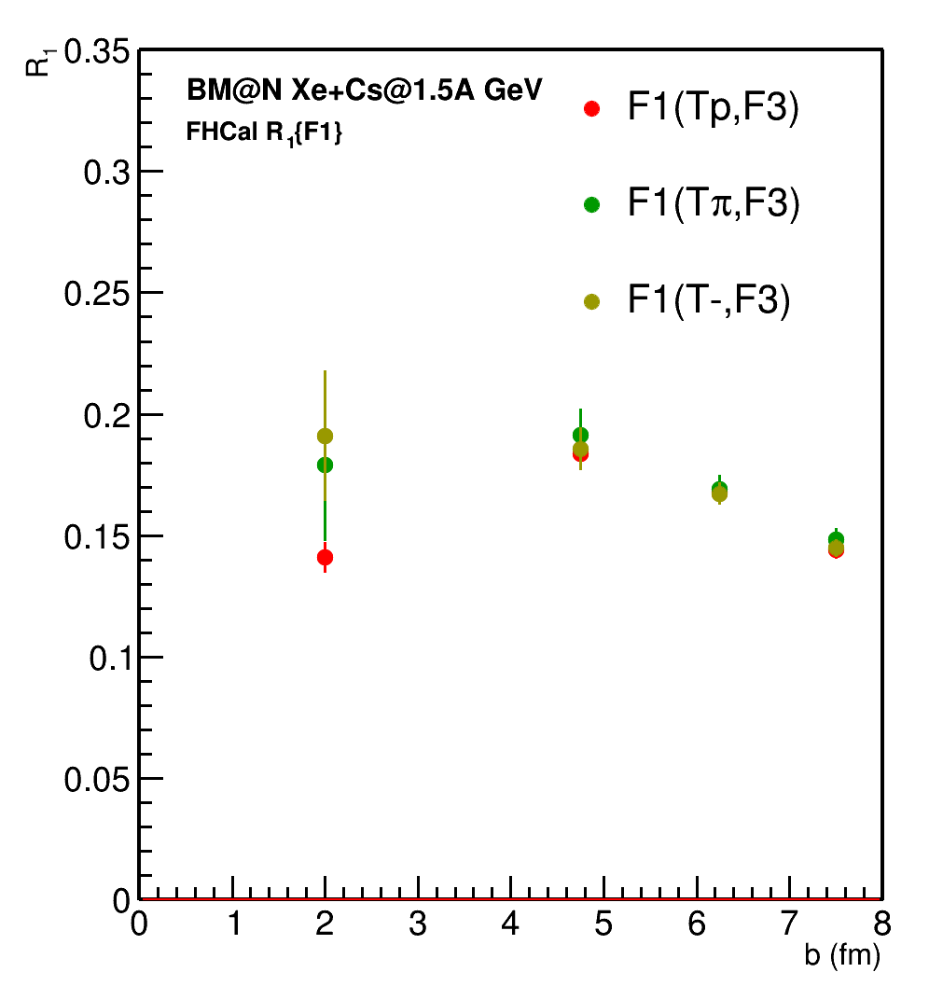 R1
0.35
0.3
0.25
0.2
0.15
0.1
0.05
0
BM@N Xe+Cs@1.5A GeV
FHCal R1{F1}
F1(Tp,F3)
F1(Tπ,F3)
F1(T-,F3)
0 1 2 3 4 5 6 7 8
b (fm)